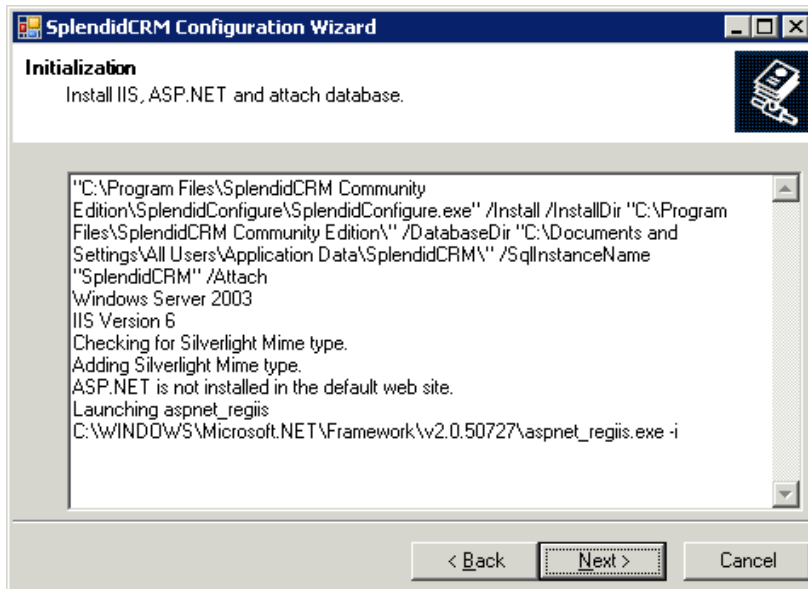 SplendidCRM Configuration Wizard
Initialization
Install IIS, ASP.NET and attach database.
"C:\Program Files\SplendidCRM Community
Edition\SplendidConfigure\SplendidConfigure.exe" /Install /InstallDir "C:\Program
Files\SplendidCRM Community Edition\" /DatabaseDir "C:\Documents and
Settings\All Users\Application Data\SplendidCRM\" /SqlInstanceName
"SplendidCRM" /Attach
Windows Server 2003
IIS Version 6
Checking for Silverlight Mime type.
Adding Silverlight Mime type.
ASP.NET is not installed in the default web site.
Launching aspnet_regiis
C:\WINDOWS\Microsoft.NET\Framework\v2.0.50727\aspnet_regiis.exe -i
< Back Next > Cancel